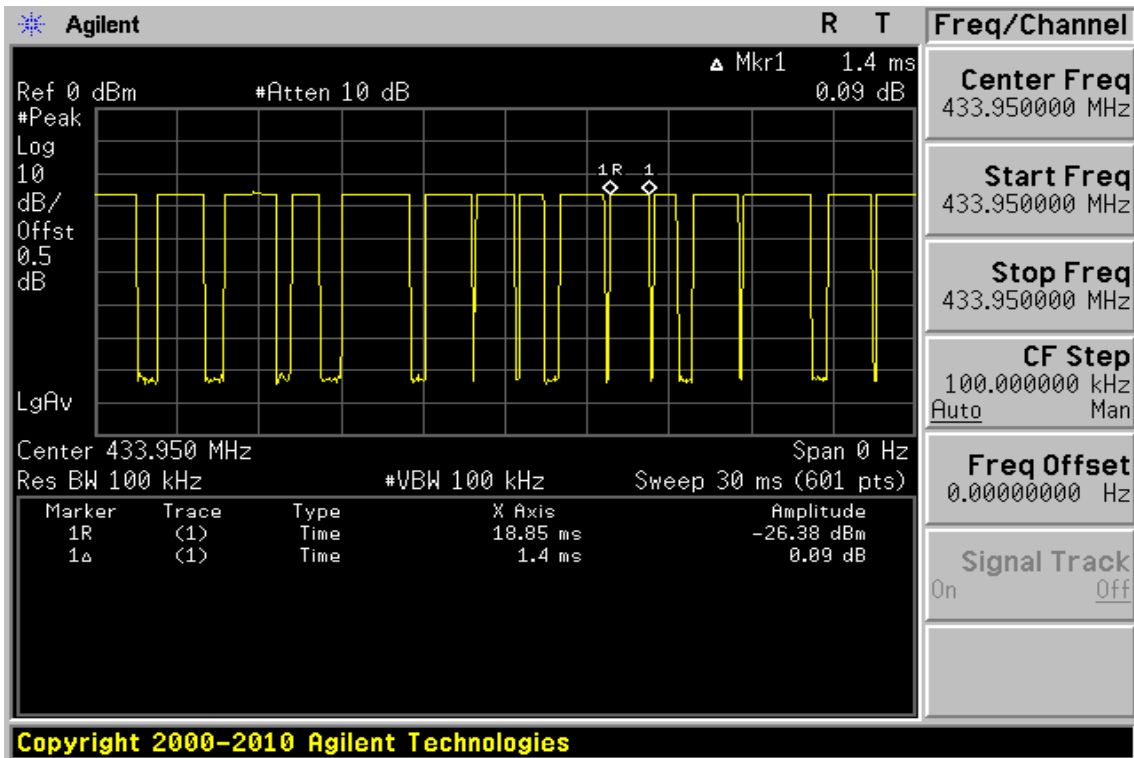 Agilent R T Freq/Channel
Δ Mkr1 1.4 ms
Ref 0 dBm #Atten 10 dB 0.09 dB
#Peak
Log
10
dB/
Offst
0.5
dB
1R 1
LgAv
Center 433.950 MHz Span 0 Hz
Res BW 100 kHz #VBW 100 kHz Sweep 30 ms (601 pts)
Marker Trace Type X Axis Amplitude
1R (1) Time 18.85 ms -26.38 dBm
1Δ (1) Time 1.4 ms 0.09 dB
Center Freq
433.950000 MHz
Start Freq
433.950000 MHz
Stop Freq
433.950000 MHz
CF Step
100.000000 kHz
Auto Man
Freq Offset
0.00000000 Hz
Signal Track
On Off
Copyright 2000-2010 Agilent Technologies